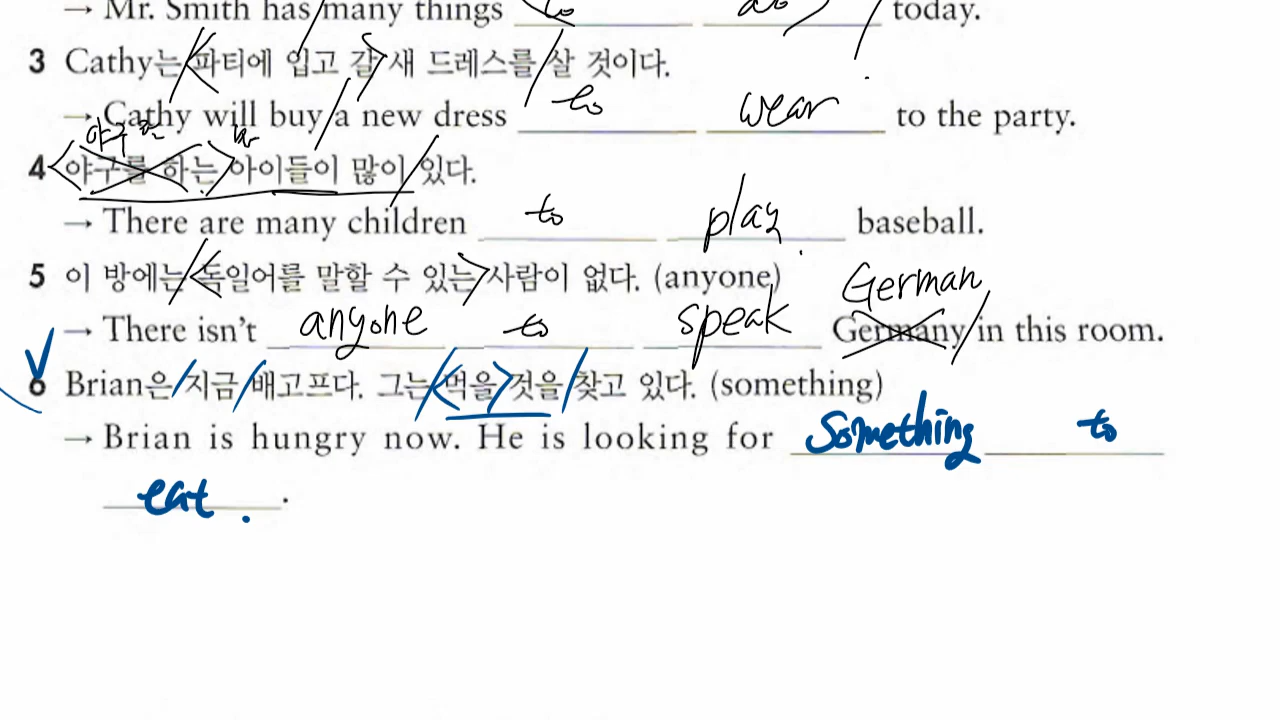 → Mr. Smith has many things to do today.
3 Cathy는 파티에 입고 갈 새 드레스를 살 것이다.
→ Cathy will buy a new dress to wear to the party.
야구할
4 야구를 하는 아이들이 많이 있다.
→ There are many children to play baseball.
5 이 방에는 독일어를 말할 수 있는 사람이 없다. (anyone)
German
→ There isn't anyone to speak Germany in this room.
6 Brian은 지금 배고프다. 그는 먹을 것을 찾고 있다. (something)
→ Brian is hungry now. He is looking for Something to
eat.